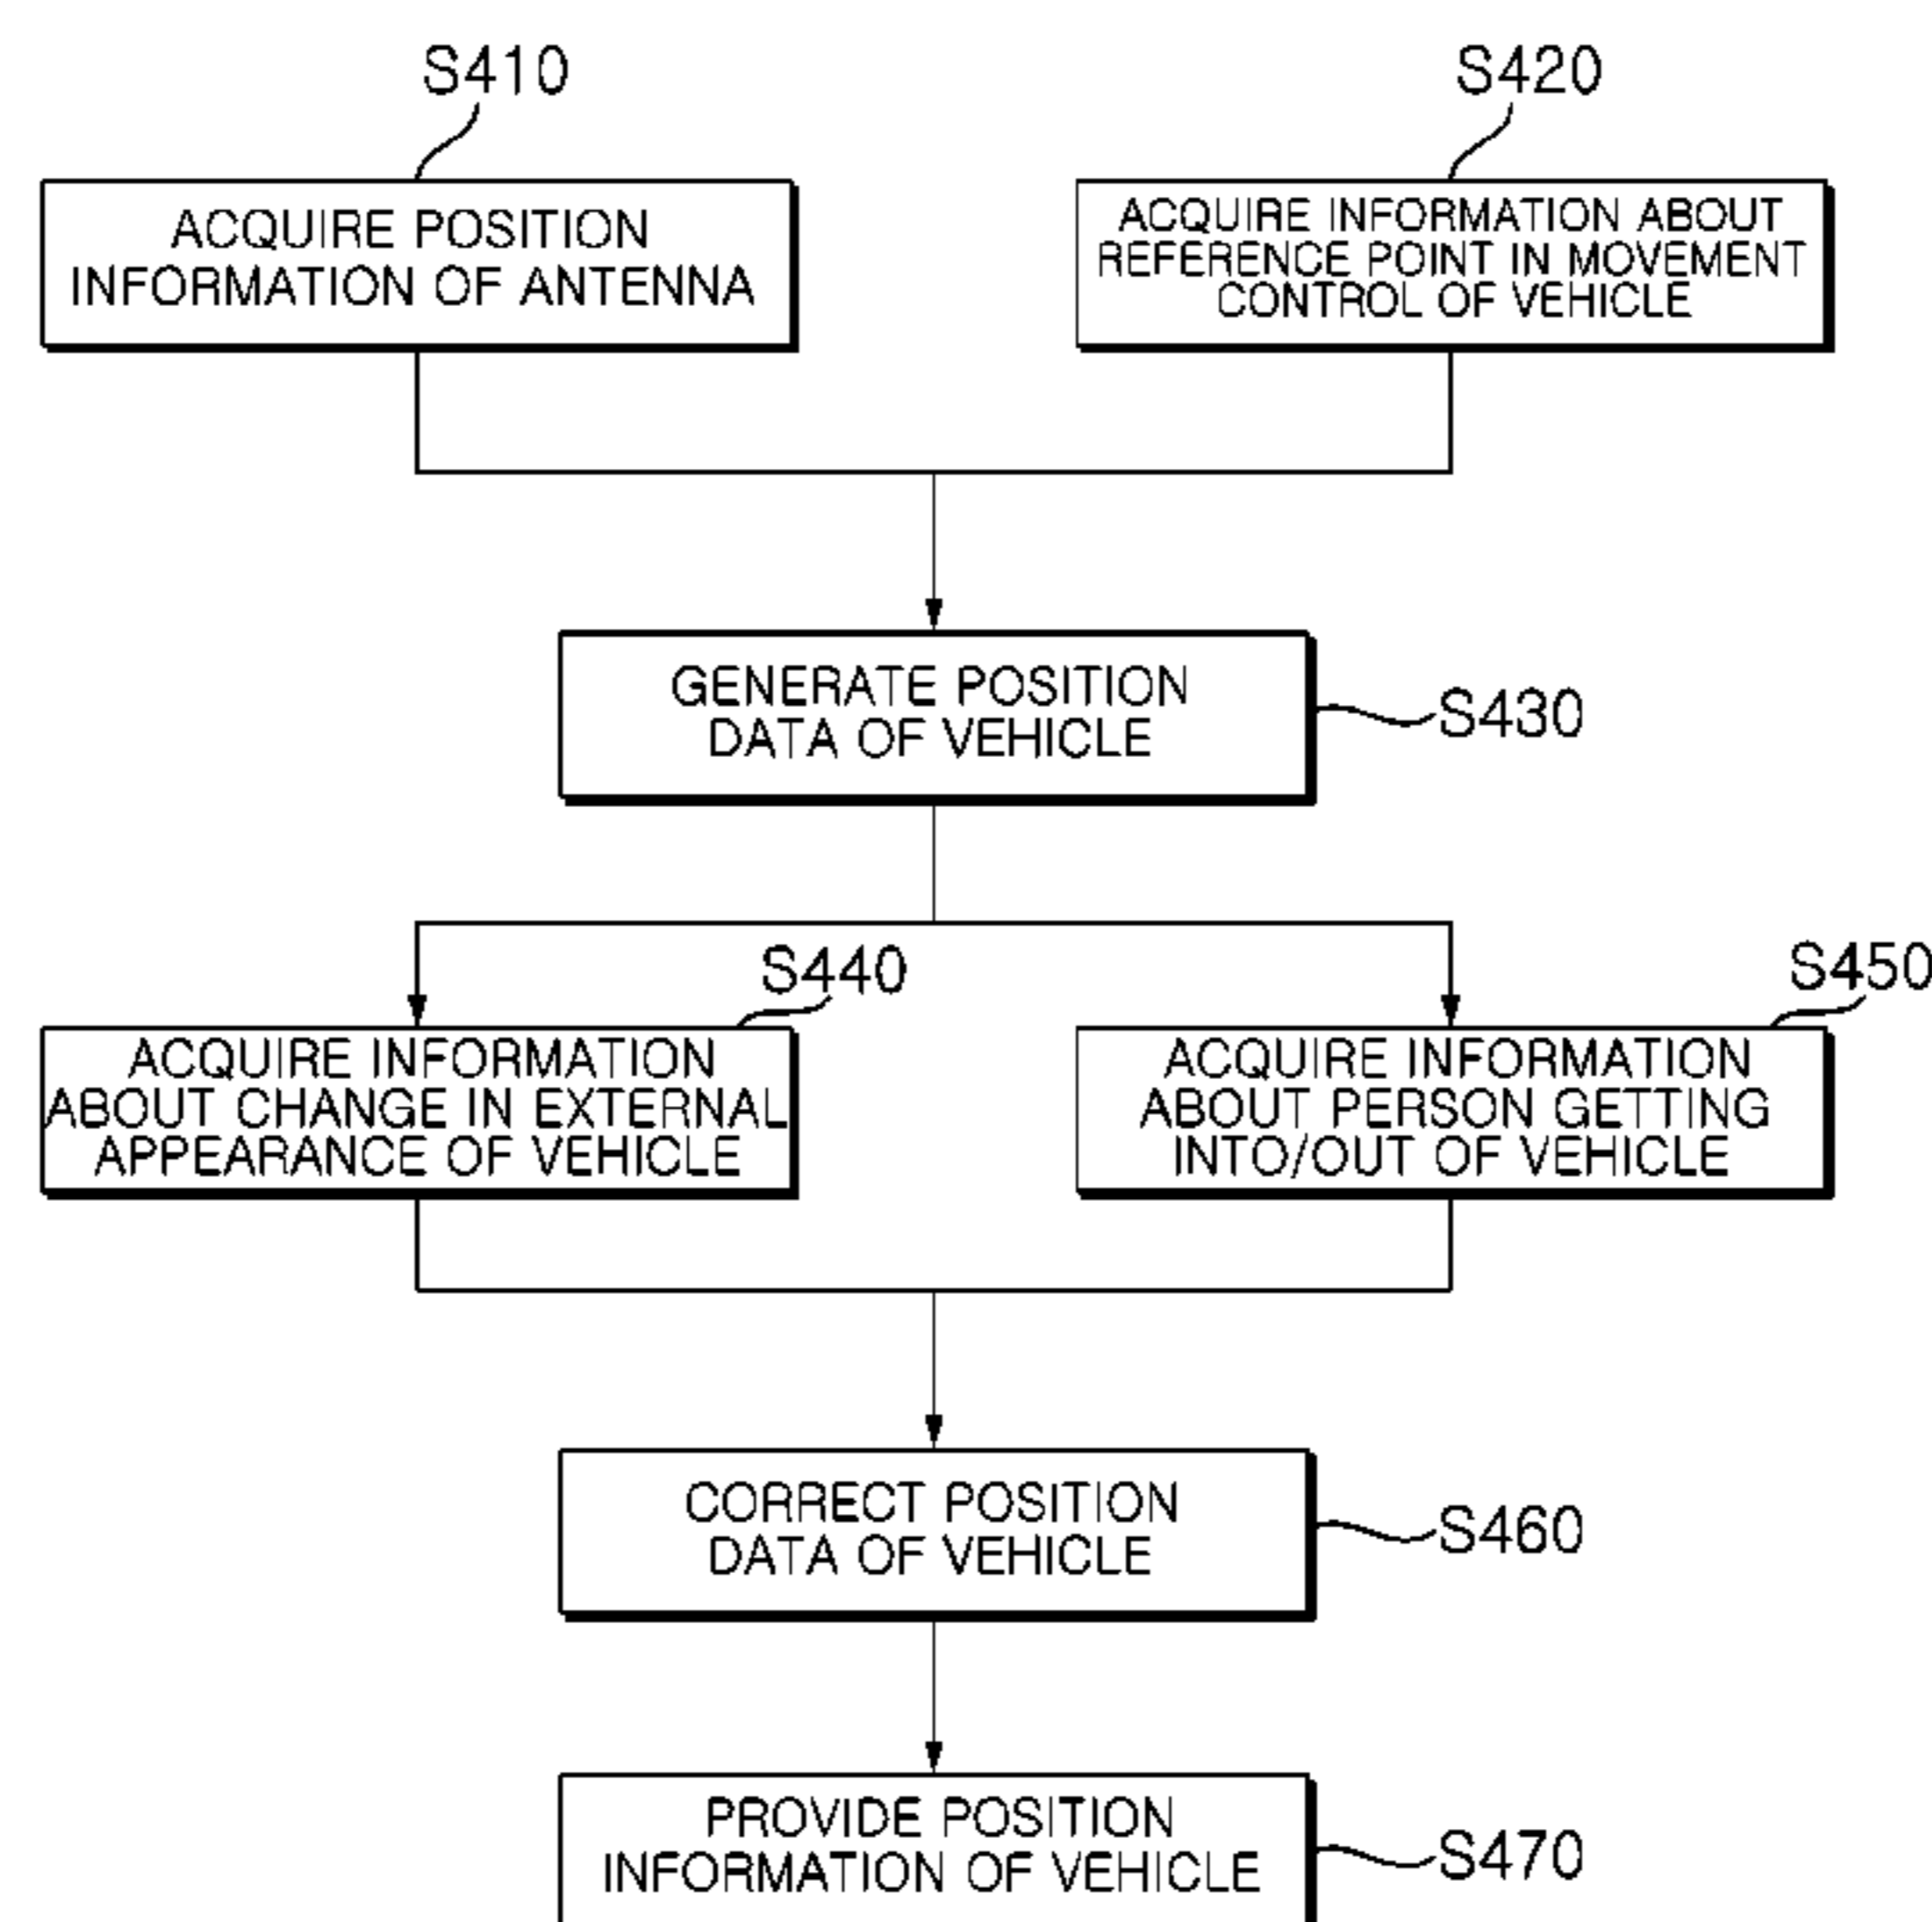 S410
S420
ACQUIRE POSITION
INFORMATION OF ANTENNA
ACQUIRE INFORMATION ABOUT
REFERENCE POINT IN MOVEMENT
CONTROL OF VEHICLE
GENERATE POSITION
DATA OF VEHICLE
S430
S440
S450
ACQUIRE INFORMATION
ABOUT CHANGE IN EXTERNAL
APPEARANCE OF VEHICLE
ACQUIRE INFORMATION
ABOUT PERSON GETTING
INTO/OUT OF VEHICLE
CORRECT POSITION
DATA OF VEHICLE
S460
PROVIDE POSITION
INFORMATION OF VEHICLE
S470